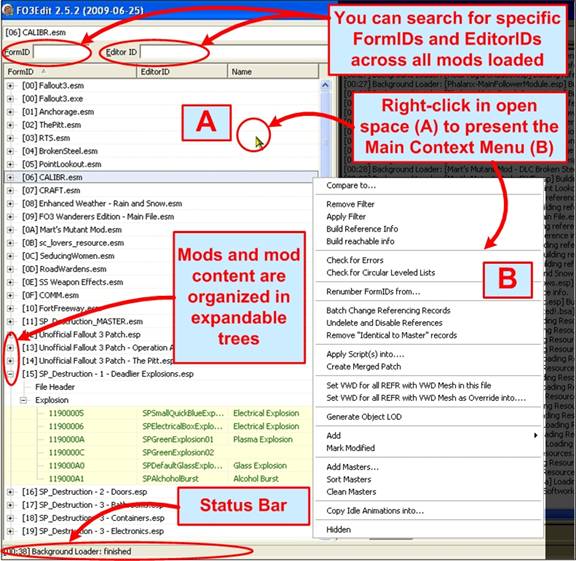 FO3Edit 2.5.2 (2009-06-25)
You can search for specific
FormIDs and EditorIDs
across all mods loaded
[06] CALIBR.esm
FormID
Editor ID
FormID
EditorID
Name
[00] Fallout3.esm
[00] Fallout3.exe
[01] Anchorage.esm
[02] ThePitt.esm
[03] RTS.esm
[04] BrokenSteel.esm
[05] PointLookout.esm
[06] CALIBR.esm
[07] CRAFT.esm
[08] Enhanced Weather - Rain and Snow.esm
[09] FO3 Wanderers Edition - Main File.esm
[0A] Mart's Mutant Mod.esm
[0B] sc_lovers_resource.esm
[0C] SeducingWomen.esm
[0D] RoadWardens.esm
[0E] SS Weapon Effects.esm
[0F] COMM.esm
[10] FortFreeway.esm
[11] SP_Destruction_MASTER.esm
[12] Unofficial Fallout 3 Patch.esp
[13] Unofficial Fallout 3 Patch - Operation A
[14] Unofficial Fallout 3 Patch - The Pitt.esp
[15] SP_Destruction - 1 - Deadlier Explosions.esp
File Header
Explosion
11900005 SPSmallQuickBlueExp... Electrical Explosion
11900006 SPElectricalBoxExplo... Electrical Explosion
1190000A SPGreenExplosion01 Plasma Explosion
1190000C SPGreenExplosion02
119000A0 SPDefaultGlassExplo... Glass Explosion
119000A1 SPAlkoholBurst Alcohol Burst
[16] SP_Destruction - 2 - Doors.esp
[17] SP_Destruction - 3 - Bathrooms.esp
[18] SP_Destruction - 3 - Containers.esp
[19] SP_Destruction - 3 - Electronics.esp
[00:38] Background Loader: finished
A
Right-click in open
space (A) to present the
Main Context Menu (B)
Mods and mod
content are
organized in
expandable
trees
Status Bar
B
[00:27] Background Loader: [Phalanx-MainFollowerModule.esp] Buildin
Compare to...
Remove Filter
Apply Filter
Build Reference Info
Build reachable info
Check for Errors
Check for Circular Leveled Lists
Renumber FormIDs from...
Batch Change Referencing Records
Undelete and Disable References
Remove "Identical to Master" records
Apply Script(s) into....
Create Merged Patch
Set VWD for all REFR with VWD Mesh in this file
Set VWD for all REFR with VWD Mesh as Override into....
Generate Object LOD
Add
Mark Modified
Add Masters...
Sort Masters
Clean Masters
Copy Idle Animations into...
Hidden